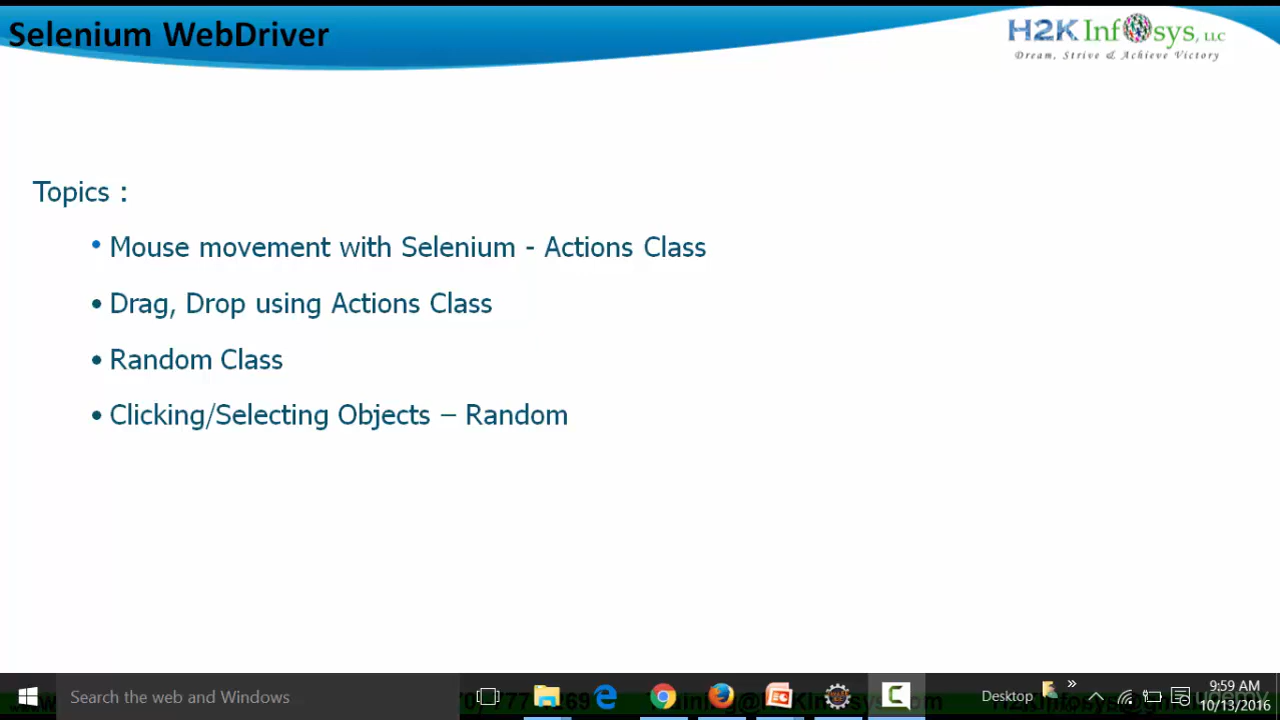 Selenium WebDriver
H2K Infosys, LLC
Dream, Strive & Achieve Victory
Topics :
• Mouse movement with Selenium - Actions Class
• Drag, Drop using Actions Class
• Random Class
• Clicking/Selecting Objects – Random
Search the web and Windows
Desktop
9:59 AM
10/13/2016